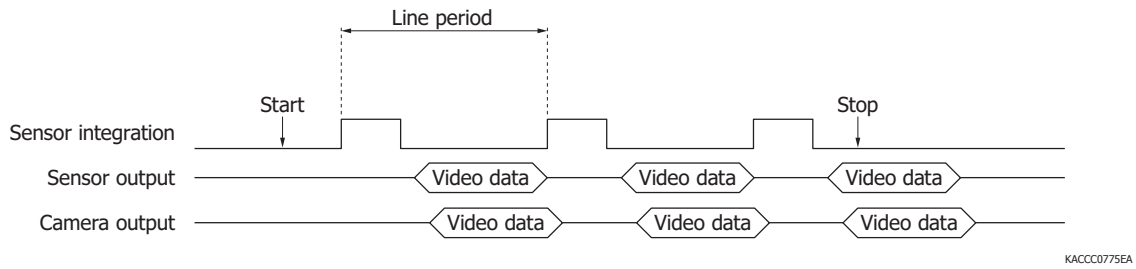 Line period
Start
Stop
Sensor integration
Sensor output
Video data
Video data
Video data
Camera output
Video data
Video data
Video data
KACCC0775EA